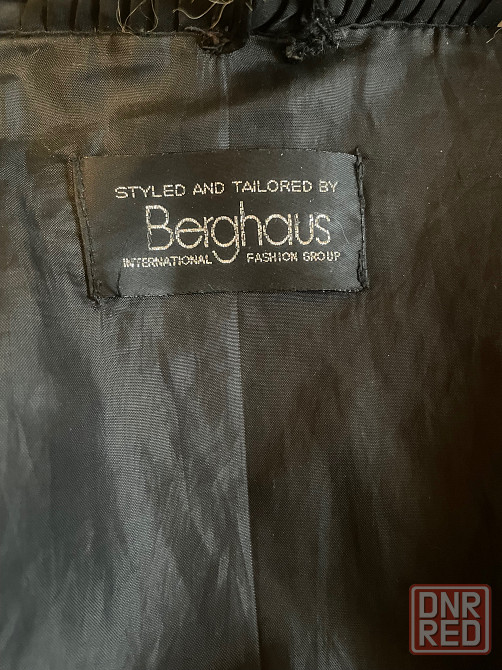 STYLED AND TAILORED BY
Berghaus
INTERNATIONAL FASHION GROUP
DNR
RED